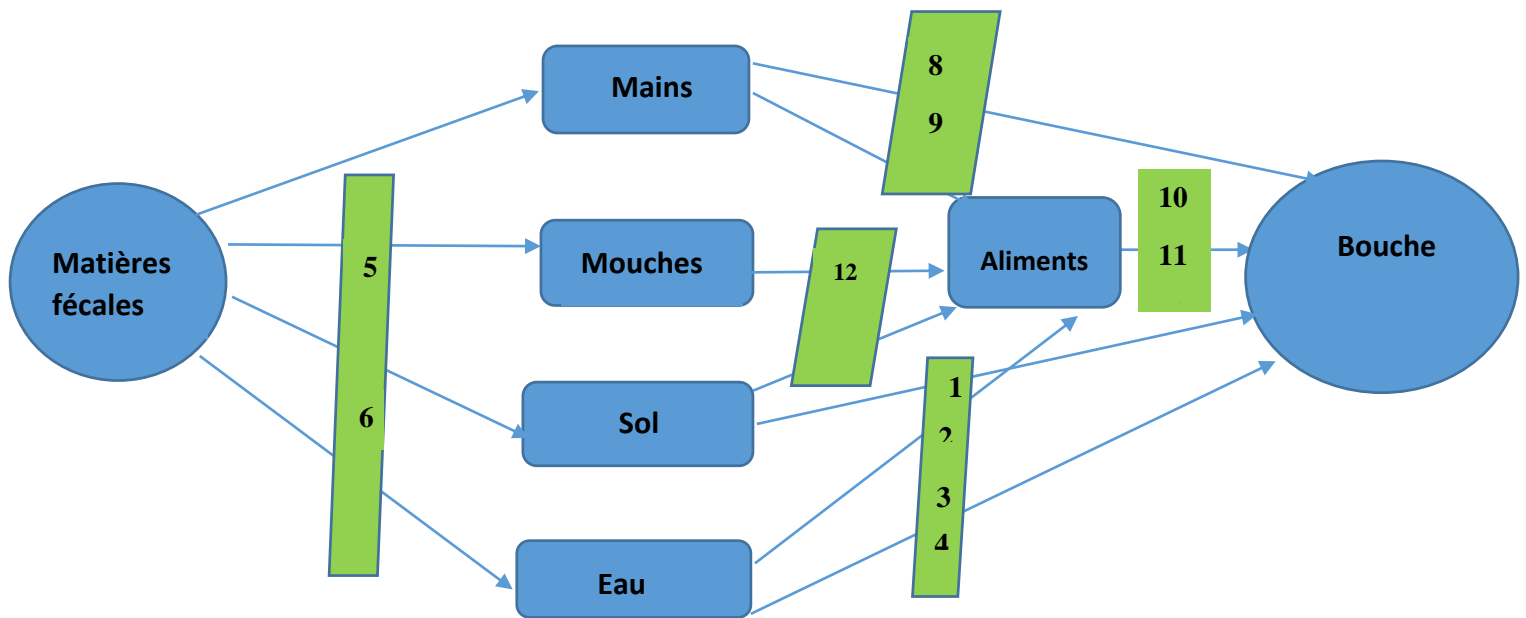 Mains
8
9
Matières
fécales
5
6
Mouches
12
Aliments
10
11
Bouche
Sol
1
2
3
4
Eau